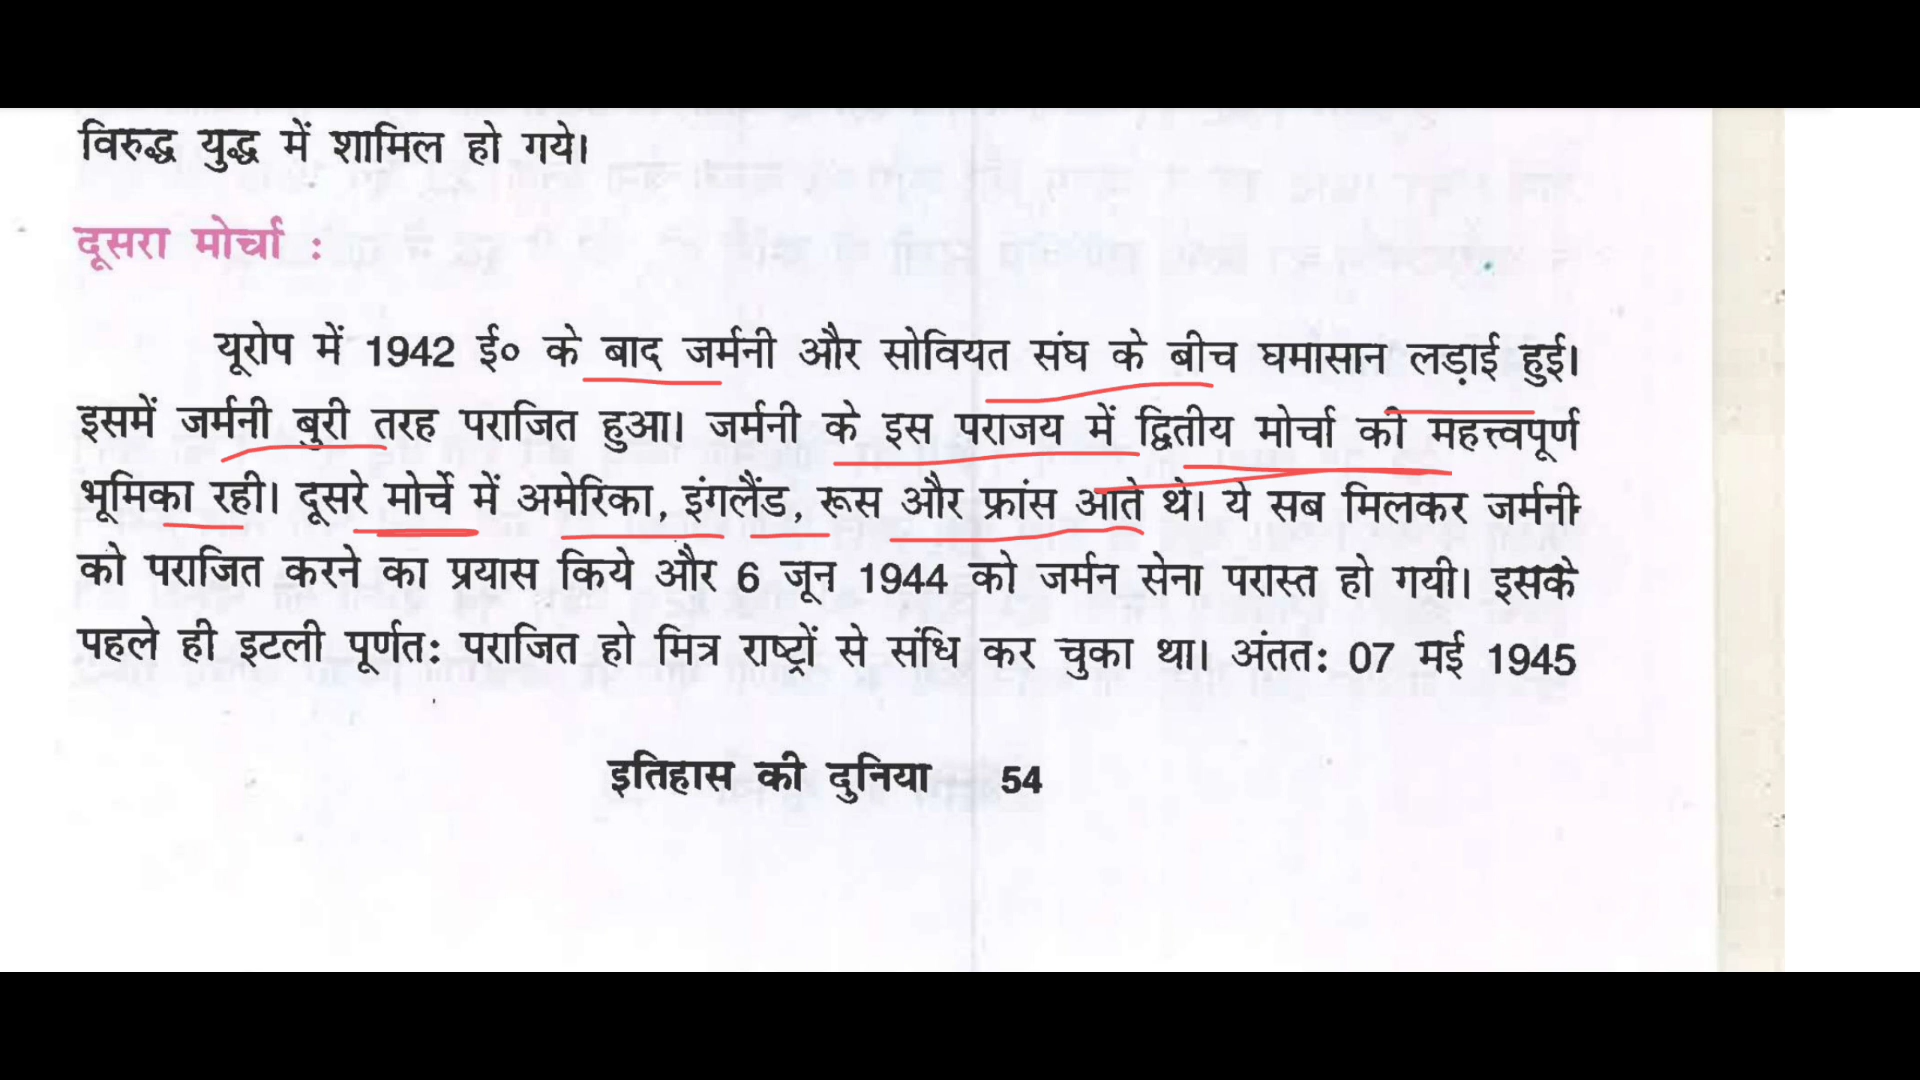 विरुद्ध युद्ध में शामिल हो गये।
दूसरा मोर्चा :
यूरोप में 1942 ई० के बाद जर्मनी और सोवियत संघ के बीच घमासान लड़ाई हुई।
इसमें जर्मनी बुरी तरह पराजित हुआ। जर्मनी के इस पराजय में द्वितीय मोर्चा की महत्त्वपूर्ण
भूमिका रही। दूसरे मोर्चे में अमेरिका, इंगलैंड, रूस और फ्रांस आते थे। ये सब मिलकर जर्मनी
को पराजित करने का प्रयास किये और 6 जून 1944 को जर्मन सेना परास्त हो गयी। इसके
पहले ही इटली पूर्णत: पराजित हो मित्र राष्ट्रों से संधि कर चुका था। अंतत: 07 मई 1945
इतिहास की दुनिया 54